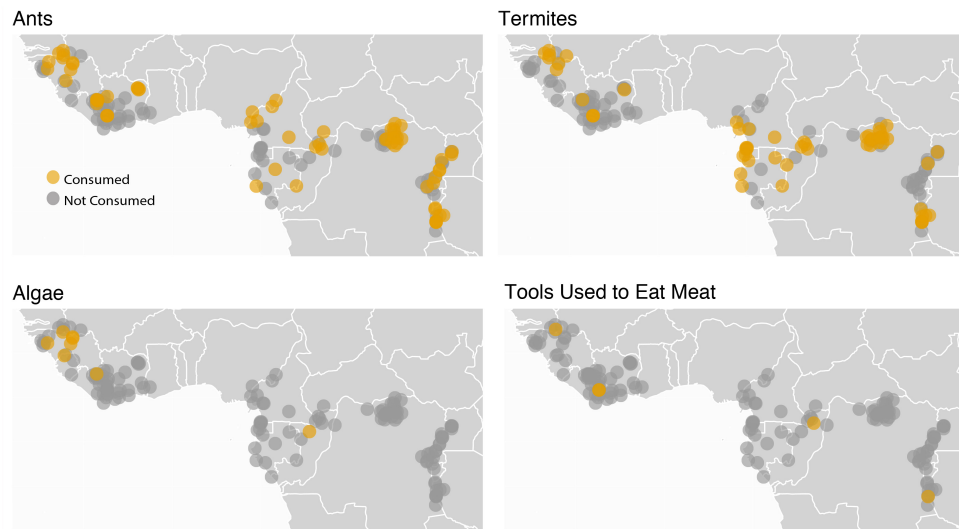 Ants
Termites
Consumed
Not Consumed
Algae
Tools Used to Eat Meat